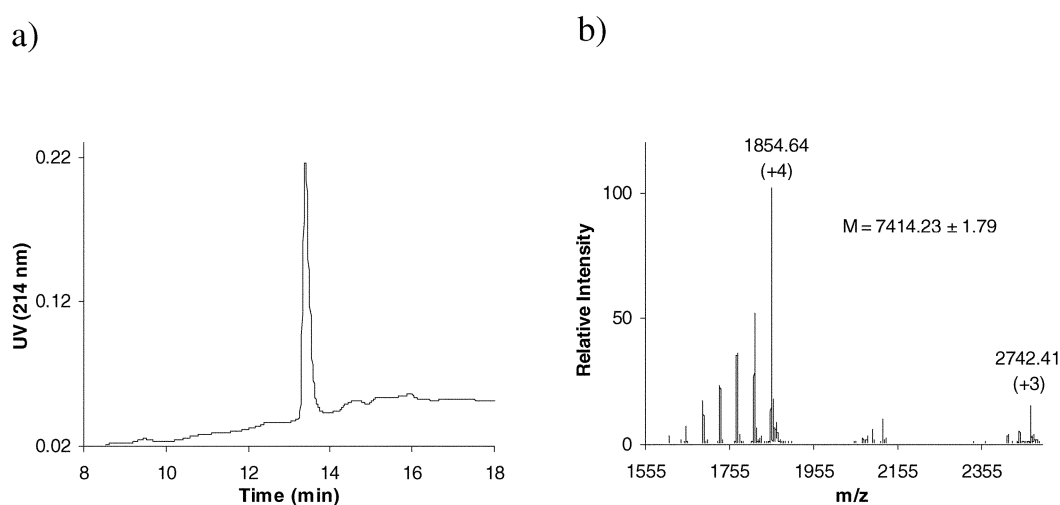 a)
b)
0.22
0.12
0.02
UV (214 nm)
8 10 12 14 16 18
Time (min)
1854.64
(+4)
M = 7414.23 ± 1.79
2742.41
(+3)
100
50
0
Relative Intensity
1555 1755 1955 2155 2355
m/z